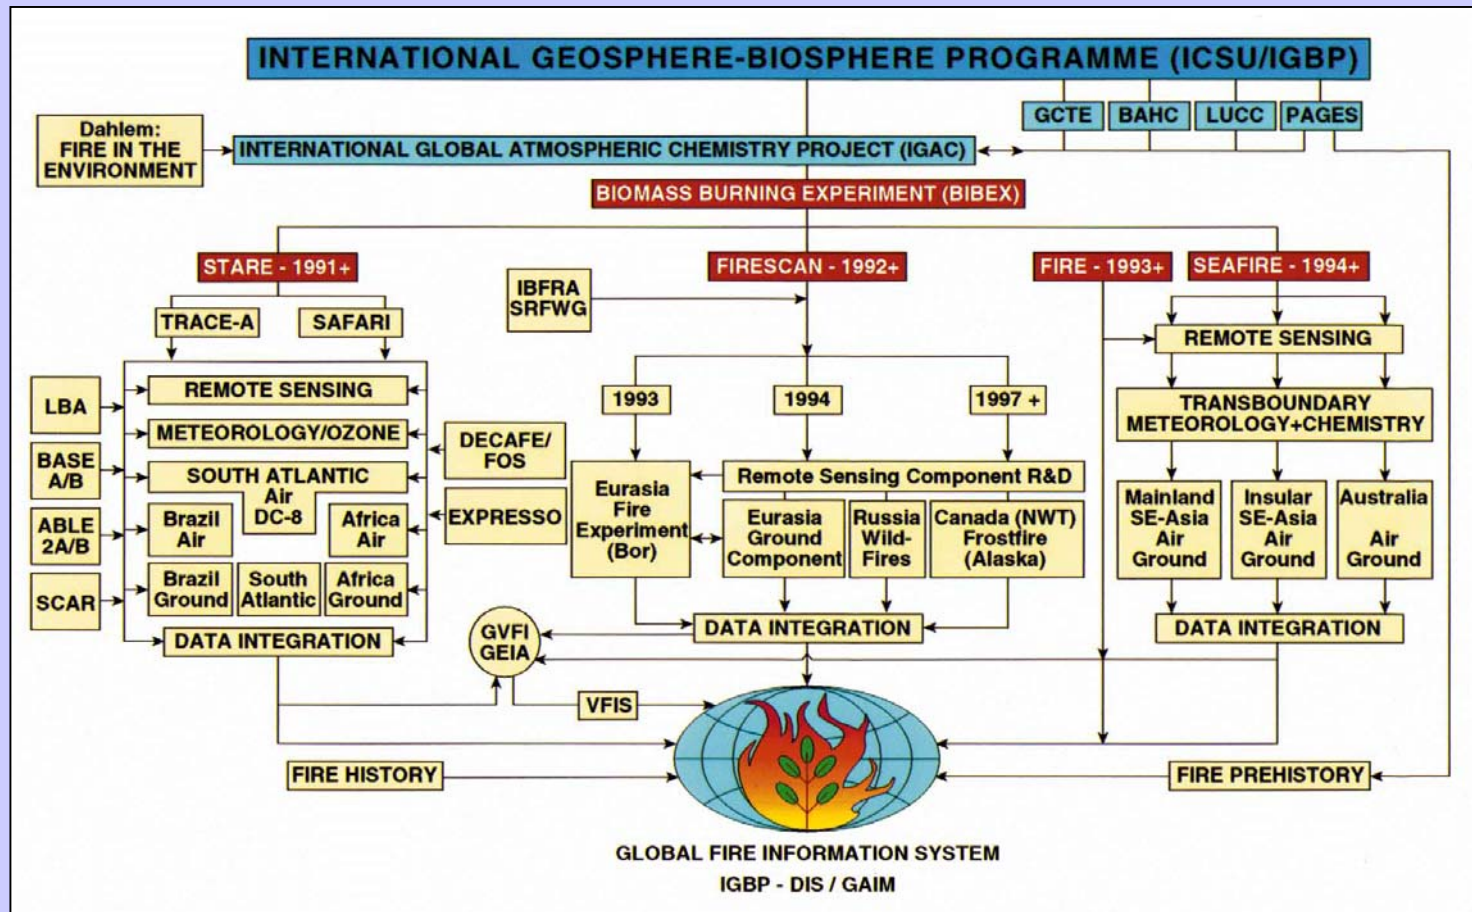 INTERNATIONAL GEOSPHERE-BIOSPHERE PROGRAMME (ICSU/IGBP)
GCTE
BAHC
LUCC
PAGES
Dahlem:
FIRE IN THE
ENVIRONMENT
INTERNATIONAL GLOBAL ATMOSPHERIC CHEMISTRY PROJECT (IGAC)
BIOMASS BURNING EXPERIMENT (BIBEX)
STARE - 1991+
FIRESCAN - 1992+
FIRE - 1993+
SEAFIRE - 1994+
TRACE-A
SAFARI
IBFRA
SRFWG
REMOTE SENSING
LBA
BASE
A/B
ABLE
2A/B
SCAR
REMOTE SENSING
METEOROLOGY/OZONE
SOUTH ATLANTIC
Air
DC-8
Brazil
Air
Africa
Air
Brazil
Ground
South
Atlantic
Africa
Ground
DATA INTEGRATION
DECAFE/
FOS
EXPRESSO
1993
1994
1997 +
Eurasia
Fire
Experiment
(Bor)
Remote Sensing Component R&D
Eurasia
Ground
Component
Russia
Wild-
Fires
Canada (NWT)
Frostfire
(Alaska)
DATA INTEGRATION
TRANSBOUNDARY
METEOROLOGY+CHEMISTRY
Mainland
SE-Asia
Air
Ground
Insular
SE-Asia
Air
Ground
Australia
Air
Ground
DATA INTEGRATION
GVFI
GEIA
VFIS
FIRE HISTORY
FIRE PREHISTORY
GLOBAL FIRE INFORMATION SYSTEM
IGBP - DIS / GAIM